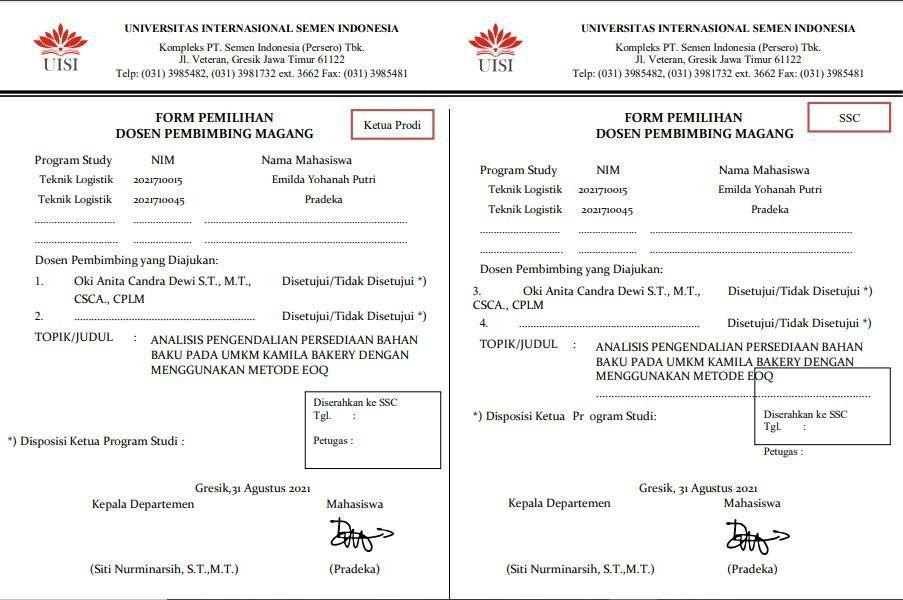 UNIVERSITAS INTERNASIONAL SEMEN INDONESIA
Kompleks PT. Semen Indonesia (Persero) Tbk.
Jl. Veteran, Gresik Jawa Timur 61122
Telp: (031) 3985482, (031) 3981732 ext. 3662 Fax: (031) 3985481
UISI
FORM PEMILIHAN
DOSEN PEMBIMBING MAGANG
Ketua Prodi
Program Study NIM Nama Mahasiswa
Teknik Logistik 2021710015 Emilda Yohanah Putri
Teknik Logistik 2021710045 Pradeka
Dosen Pembimbing yang Diajukan:
1. Oki Anita Candra Dewi S.T., M.T., Disetujui/Tidak Disetujui *)
CSCA., CPLM
2. .............................................................. Disetujui/Tidak Disetujui *)
TOPIK/JUDUL : ANALISIS PENGENDALIAN PERSEDIAAN BAHAN
BAKU PADA UMKM KAMILA BAKERY DENGAN
MENGGUNAKAN METODE EOQ
Diserahkan ke SSC
Tgl. :
Petugas :
*) Disposisi Ketua Program Studi :
Gresik,31 Agustus 2021
Kepala Departemen Mahasiswa
(Siti Nurminarsih, S.T.,M.T.) (Pradeka)
UNIVERSITAS INTERNASIONAL SEMEN INDONESIA
Kompleks PT. Semen Indonesia (Persero) Tbk.
Jl. Veteran, Gresik Jawa Timur 61122
Telp: (031) 3985482, (031) 3981732 ext. 3662 Fax: (031) 3985481
UISI
FORM PEMILIHAN
DOSEN PEMBIMBING MAGANG
SSC
Program Study NIM Nama Mahasiswa
Teknik Logistik 2021710015 Emilda Yohanah Putri
Teknik Logistik 2021710045 Pradeka
Dosen Pembimbing yang Diajukan:
3. Oki Anita Candra Dewi S.T., M.T., Disetujui/Tidak Disetujui *)
CSCA., CPLM
4. .............................................................. Disetujui/Tidak Disetujui *)
TOPIK/JUDUL : ANALISIS PENGENDALIAN PERSEDIAAN BAHAN
BAKU PADA UMKM KAMILA BAKERY DENGAN
MENGGUNAKAN METODE EOQ
*) Disposisi Ketua Pr ogram Studi:
Diserahkan ke SSC
Tgl. :
Petugas :
Gresik, 31 Agustus 2021
Kepala Departemen Mahasiswa
(Siti Nurminarsih, S.T.,M.T.) (Pradeka)